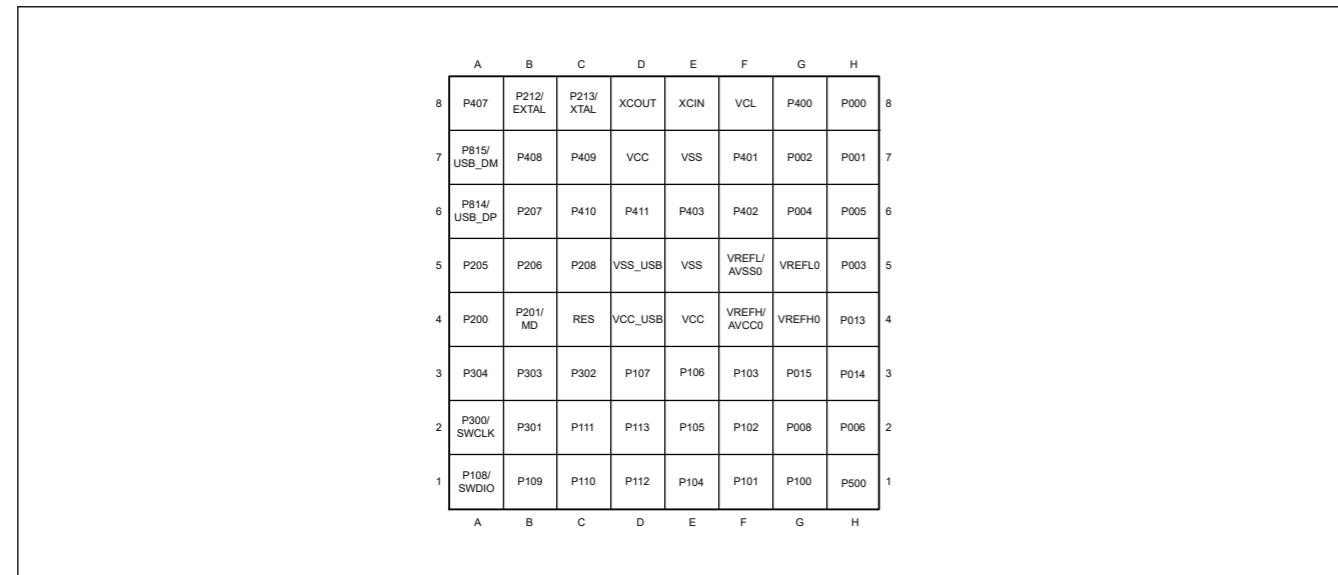 A B C D E F G H
8 P407 P212/ EXTAL P213/ XTAL XCOUT XCIN VCL P400 P000 8
7 P815/ USB_DM P408 P409 VCC VSS P401 P002 P001 7
6 P814/ USB_DP P207 P410 P411 P403 P402 P004 P005 6
5 P205 P206 P208 VSS_USB VSS VREFL/ AVSS0 VREFL0 P003 5
4 P200 P201/ MD RES VCC_USB VCC VREFH/ AVCC0 VREFH0 P013 4
3 P304 P303 P302 P107 P106 P103 P015 P014 3
2 P300/ SWCLK P301 P111 P113 P105 P102 P008 P006 2
1 P108/ SWDIO P109 P110 P112 P104 P101 P100 P500 1
A B C D E F G H